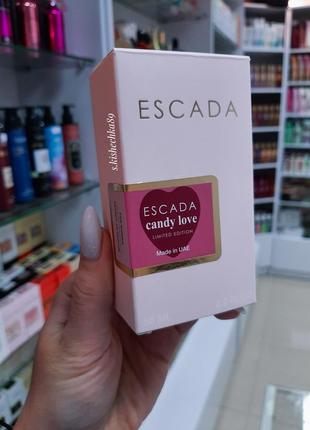 ESCADA
s.kishechka89
ESCADA
candy love
LIMITED EDITION
Made in UAE